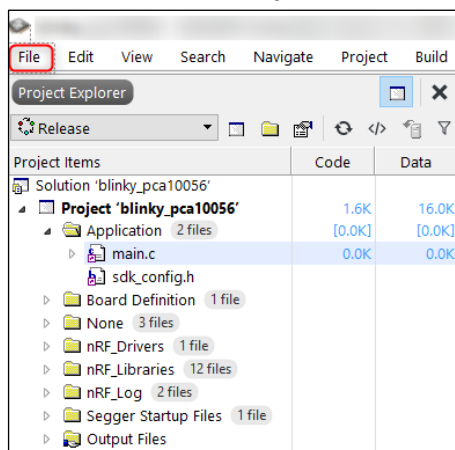 File Edit View Search Navigate Project Build
Project Explorer
Release
Project Items Code Data
Solution 'blinky_pca10056'
Project 'blinky_pca10056' 1.6K 16.0K
Application 2 files [0.0K] [0.0K]
main.c 0.0K 0.0K
sdk_config.h
Board Definition 1 file
None 3 files
nRF_Drivers 1 file
nRF_Libraries 12 files
nRF_Log 2 files
Segger Startup Files 1 file
Output Files